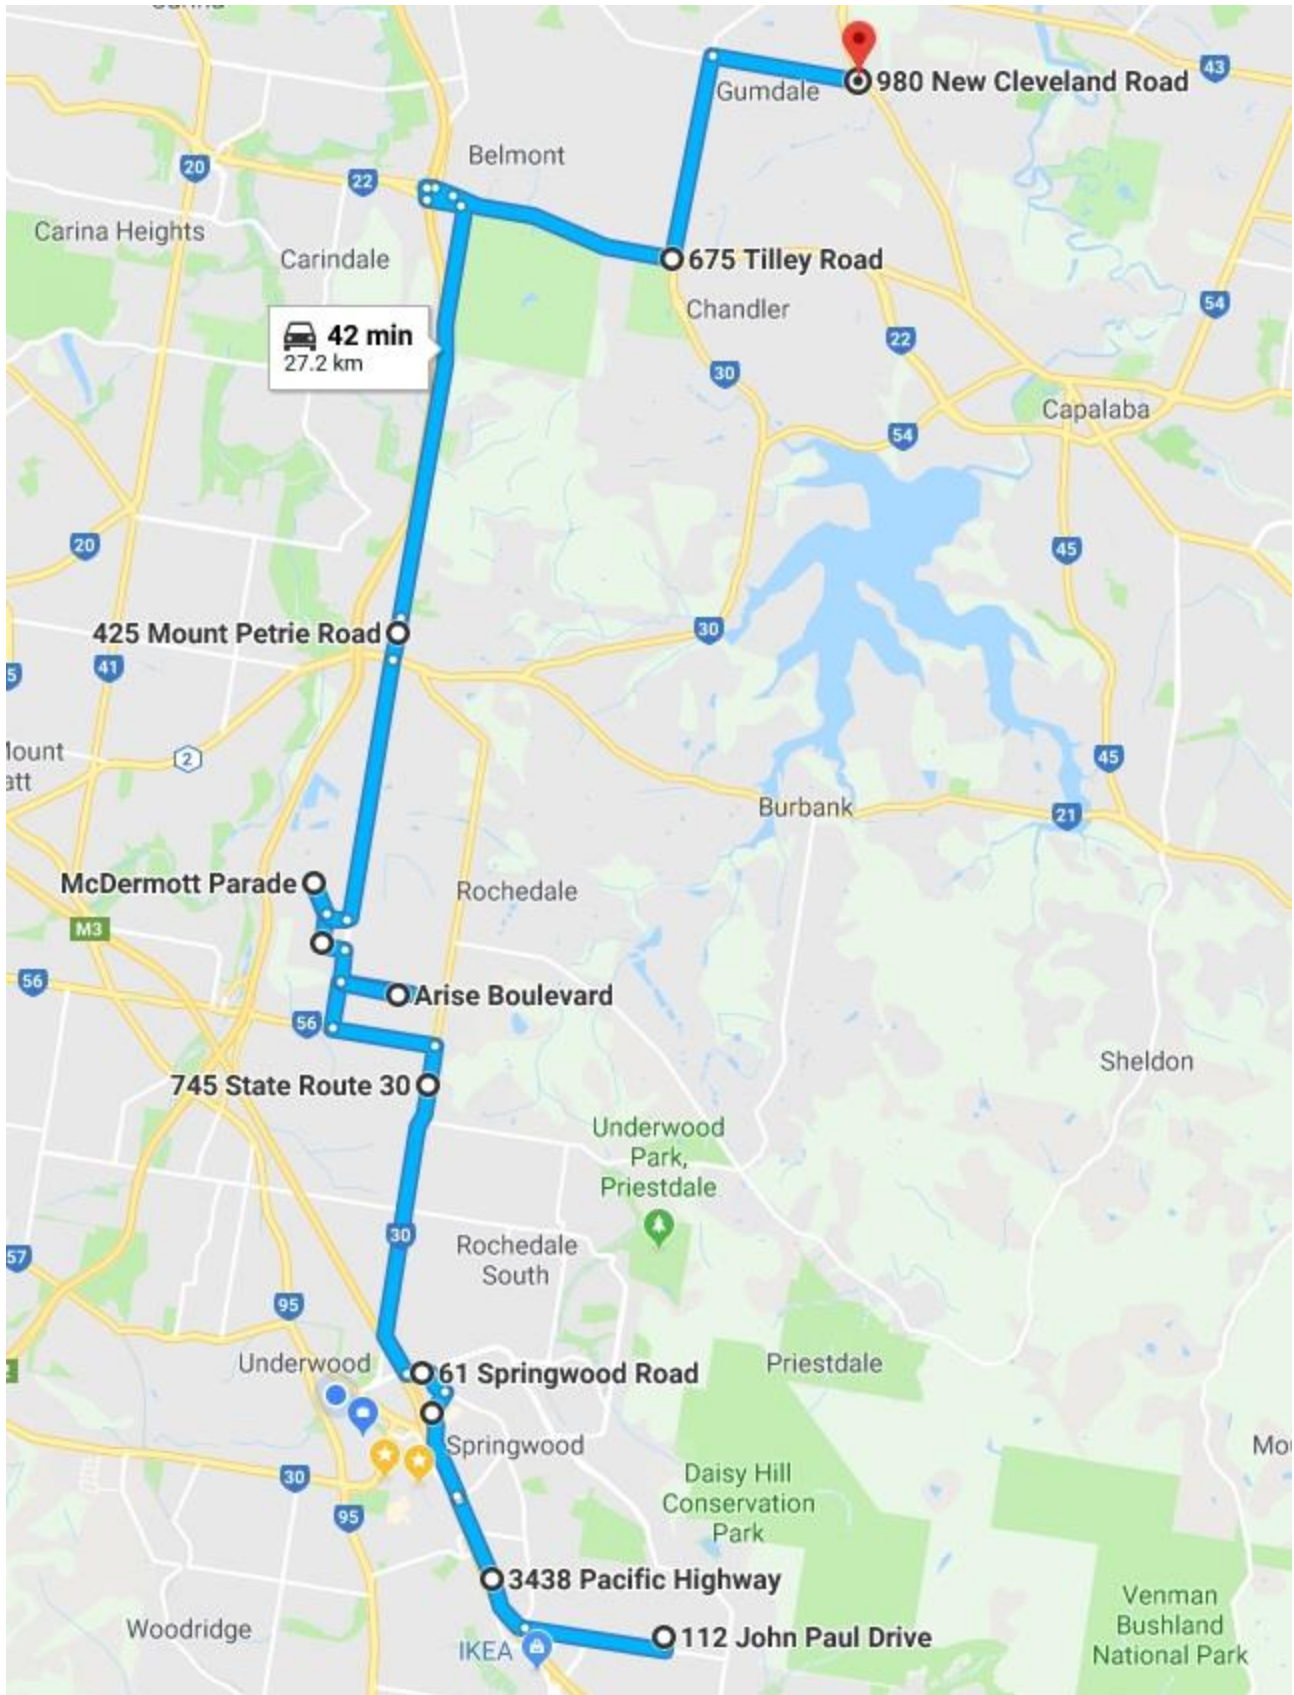 43
980 New Cleveland Road
Gumdale
Belmont
20
22
Carina Heights
Carindale
675 Tilley Road
54
Chandler
42 min
27.2 km
22
30
Capalaba
54
20
45
425 Mount Petrie Road
30
41
2
45
Burbank
21
McDermott Parade
Rochedale
M3
56
Arise Boulevard
56
Sheldon
745 State Route 30
Underwood
Park,
Priestdale
30
Rochedale
South
57
95
Underwood
61 Springwood Road
Priestdale
Springwood
30
Daisy Hill
Conservation
Park
95
3438 Pacific Highway
Venman
Bushland
National Park
Woodridge
IKEA
112 John Paul Drive